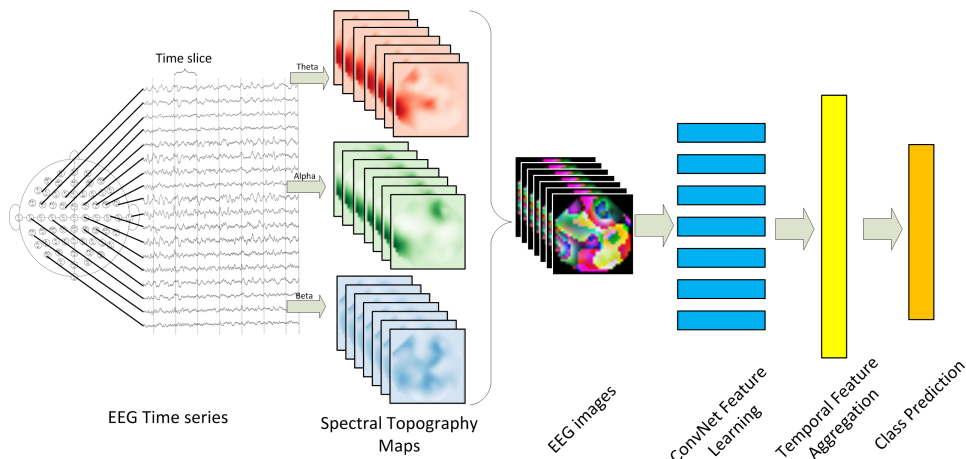 Time slice
Theta
Alpha
Beta
EEG Time series
Spectral Topography
Maps
EEG images
ConvNet Feature
Learning
Temporal Feature
Aggregation
Class Prediction